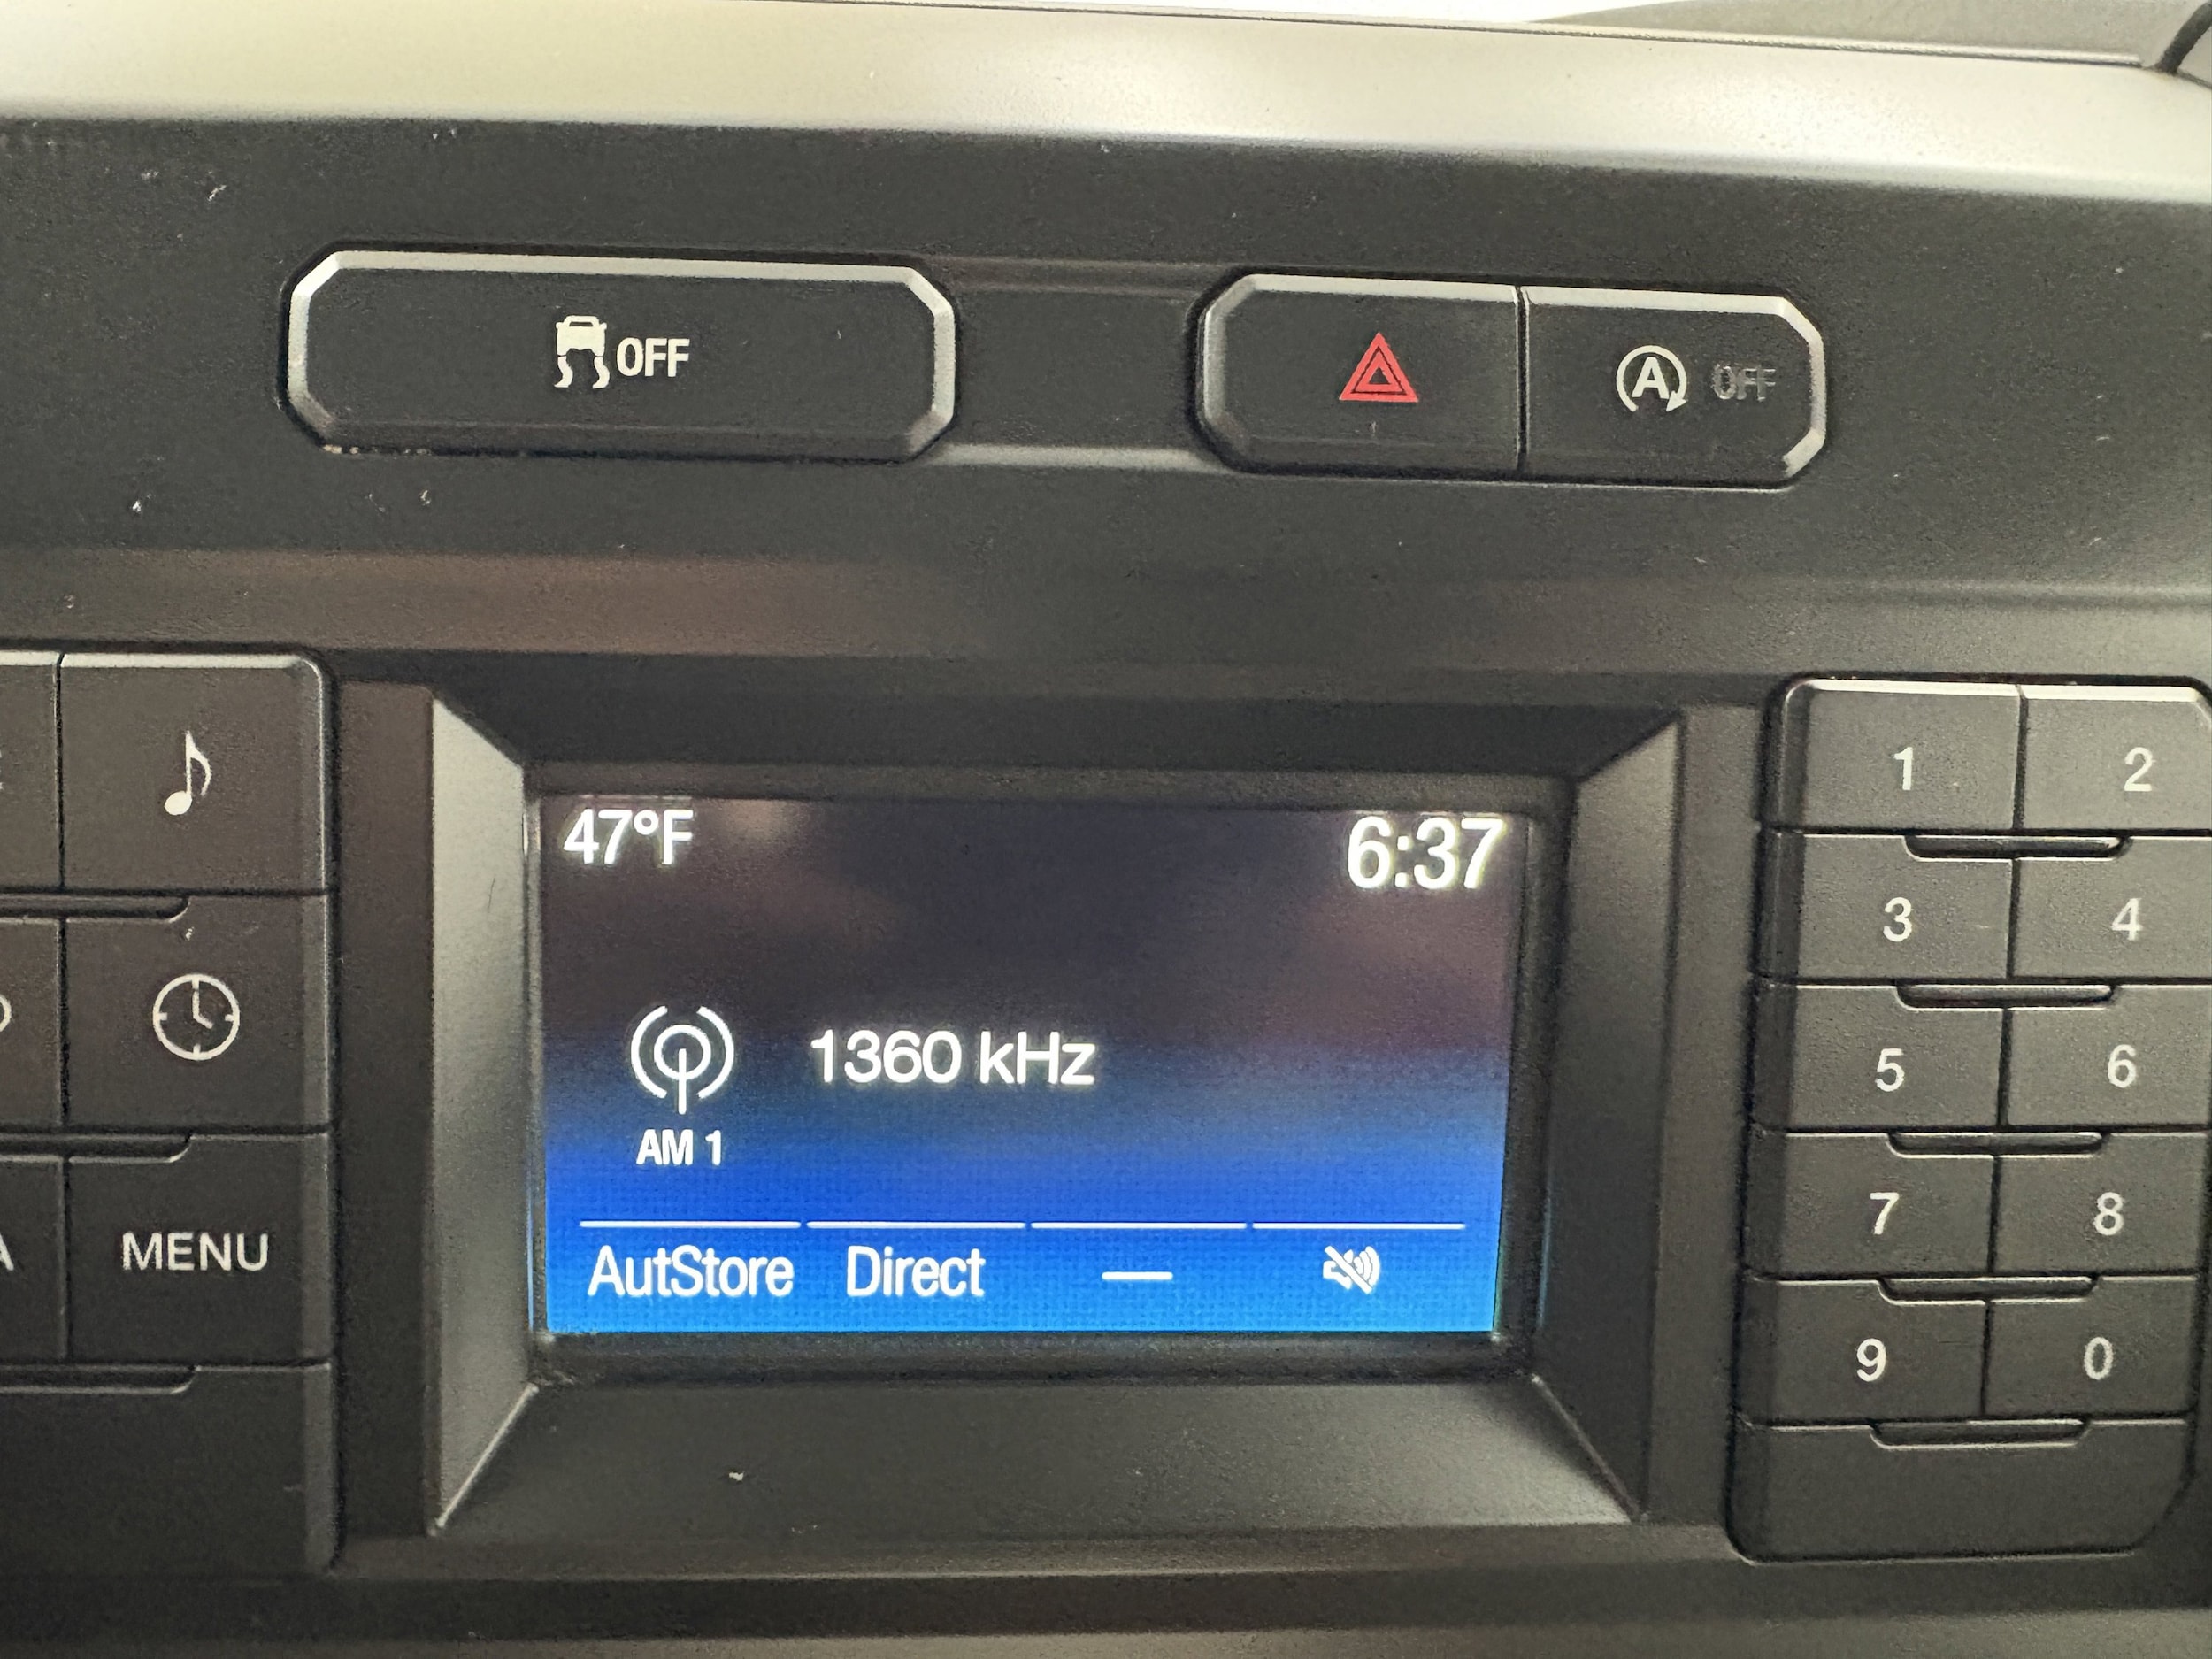 OFF
A OFF
1 2
47°F 6:37
3 4
1360 kHz
5 6
AM 1
MENU
7 8
AutStore Direct —
9 0